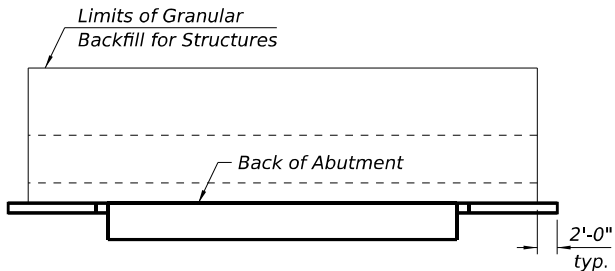 Limits of Granular
Backfill for Structures
Back of Abutment
2'-0"
typ.